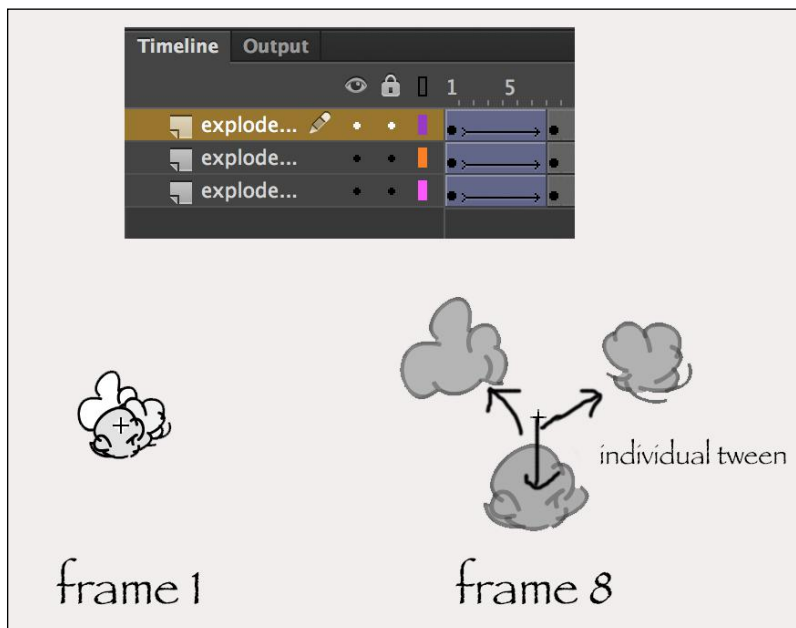 Timeline Output
1 5
explode...
explode...
explode...
individual tween
frame 1 frame 8